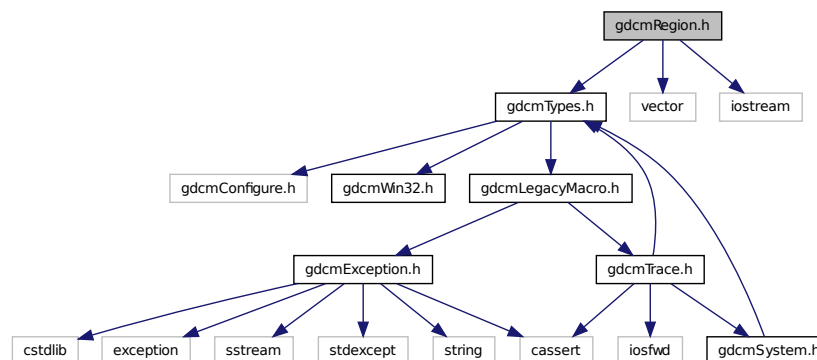 gdcmRegion.h
gdcmTypes.h
vector
iostream
gdcmConfigure.h
gdcmWin32.h
gdcmLegacyMacro.h
gdcmException.h
gdcmTrace.h
cstdlib
exception
sstream
stdexcept
string
cassert
iosfwd
gdcmSystem.h